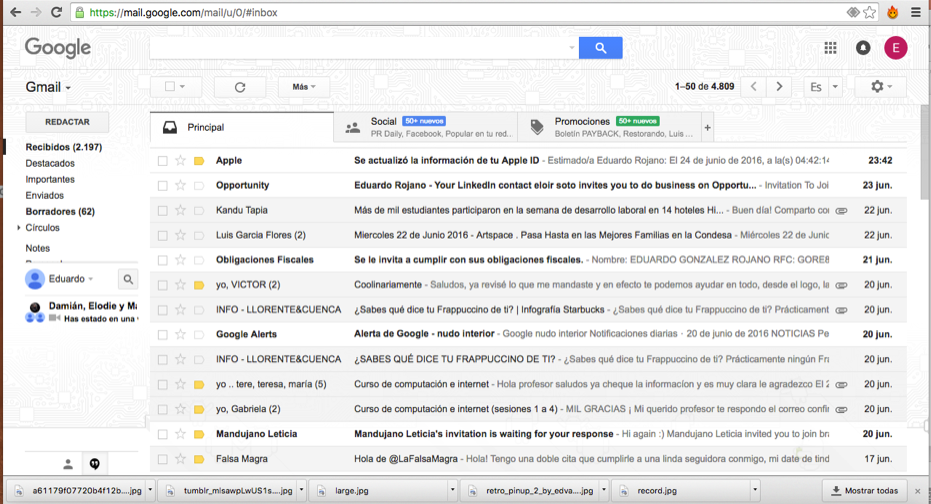 https://mail.google.com/mail/u/0/#inbox
Google
E
Gmail
Más
1–50 de 4.809
Es
REDACTAR
Principal
Social 50+ nuevos
PR Daily, Facebook, Popular en tu red...
Promociones 50+ nuevos
Boletín PAYBACK, Restorando, Luis ...
+
Recibidos (2.197)
Destacados
Importantes
Enviados
Borradores (62)
Círculos
Notes
Eduardo
Damián, Elodie y Ma
Has estado en una
Apple Se actualizó la información de tu Apple ID - Estimado/a Eduardo Rojano: El 24 de junio de 2016, a la(s) 04:42:14 23:42
Opportunity Eduardo Rojano - Your LinkedIn contact eloir soto invites you to do business on Opportu... - Invitation To Joi 23 jun.
Kandu Tapia Más de mil estudiantes participaron en la semana de desarrollo laboral en 14 hoteles Hi... - Buen día! Comparto co 22 jun.
Luis Garcia Flores (2) Miercoles 22 de Junio 2016 - Artspace . Pasa Hasta en las Mejores Familias en la Condesa - Miércoles 22 de Junio 22 jun.
Obligaciones Fiscales Se le invita a cumplir con sus obligaciones fiscales. - Nombre: EDUARDO GONZALEZ ROJANO RFC: GORE8 21 jun.
yo, VICTOR (2) Coolinariamente - Saludos, ya revisé lo que me mandaste y en efecto te podemos ayudar en todo, desde el logo, la 20 jun.
INFO - LLORENTE&CUENCA ¿SABES QUÉ DICE TU FRAPPUCCINO DE TI? | Infografía Starbucks - ¿Sabes qué dice tu Frappuccino de ti? Prácticamen 20 jun.
Google Alerts Alerta de Google - nudo interior - Google nudo interior Notificaciones diarias · 20 de junio de 2016 NOTICIAS Pe 20 jun.
INFO - LLORENTE&CUENCA ¿SABES QUÉ DICE TU FRAPPUCCINO DE TI? - ¿Sabes qué dice tu Frappuccino de ti? Prácticamente ningún Fra 20 jun.
yo .. tere, teresa, maría (5) Curso de computación e internet - Hola profesor saludos ya cheque la informacíon y es muy clara le agradezco El 2 20 jun.
yo, Gabriela (2) Curso de computación e internet (sesiones 1 a 4) - MIL GRACIAS ¡ Mi querido profesor te respondo el correo confir 20 jun.
Mandujano Leticia Mandujano Leticia's invitation is waiting for your response - Hi again :) Mandujano Leticia invited you to join bra 20 jun.
Falsa Magra Hola de @LaFalsaMagra - Hola! Tengo una doble cita que cumplirle a una linda seguidora conmigo, mi date de tind 17 jun.
a61179f07720b4f12b....jpg
tumblr_mlsawpLwUS1s....jpg
large.jpg
retro_pinup_2_by_edva....jpg
record.jpg
Mostrar todas